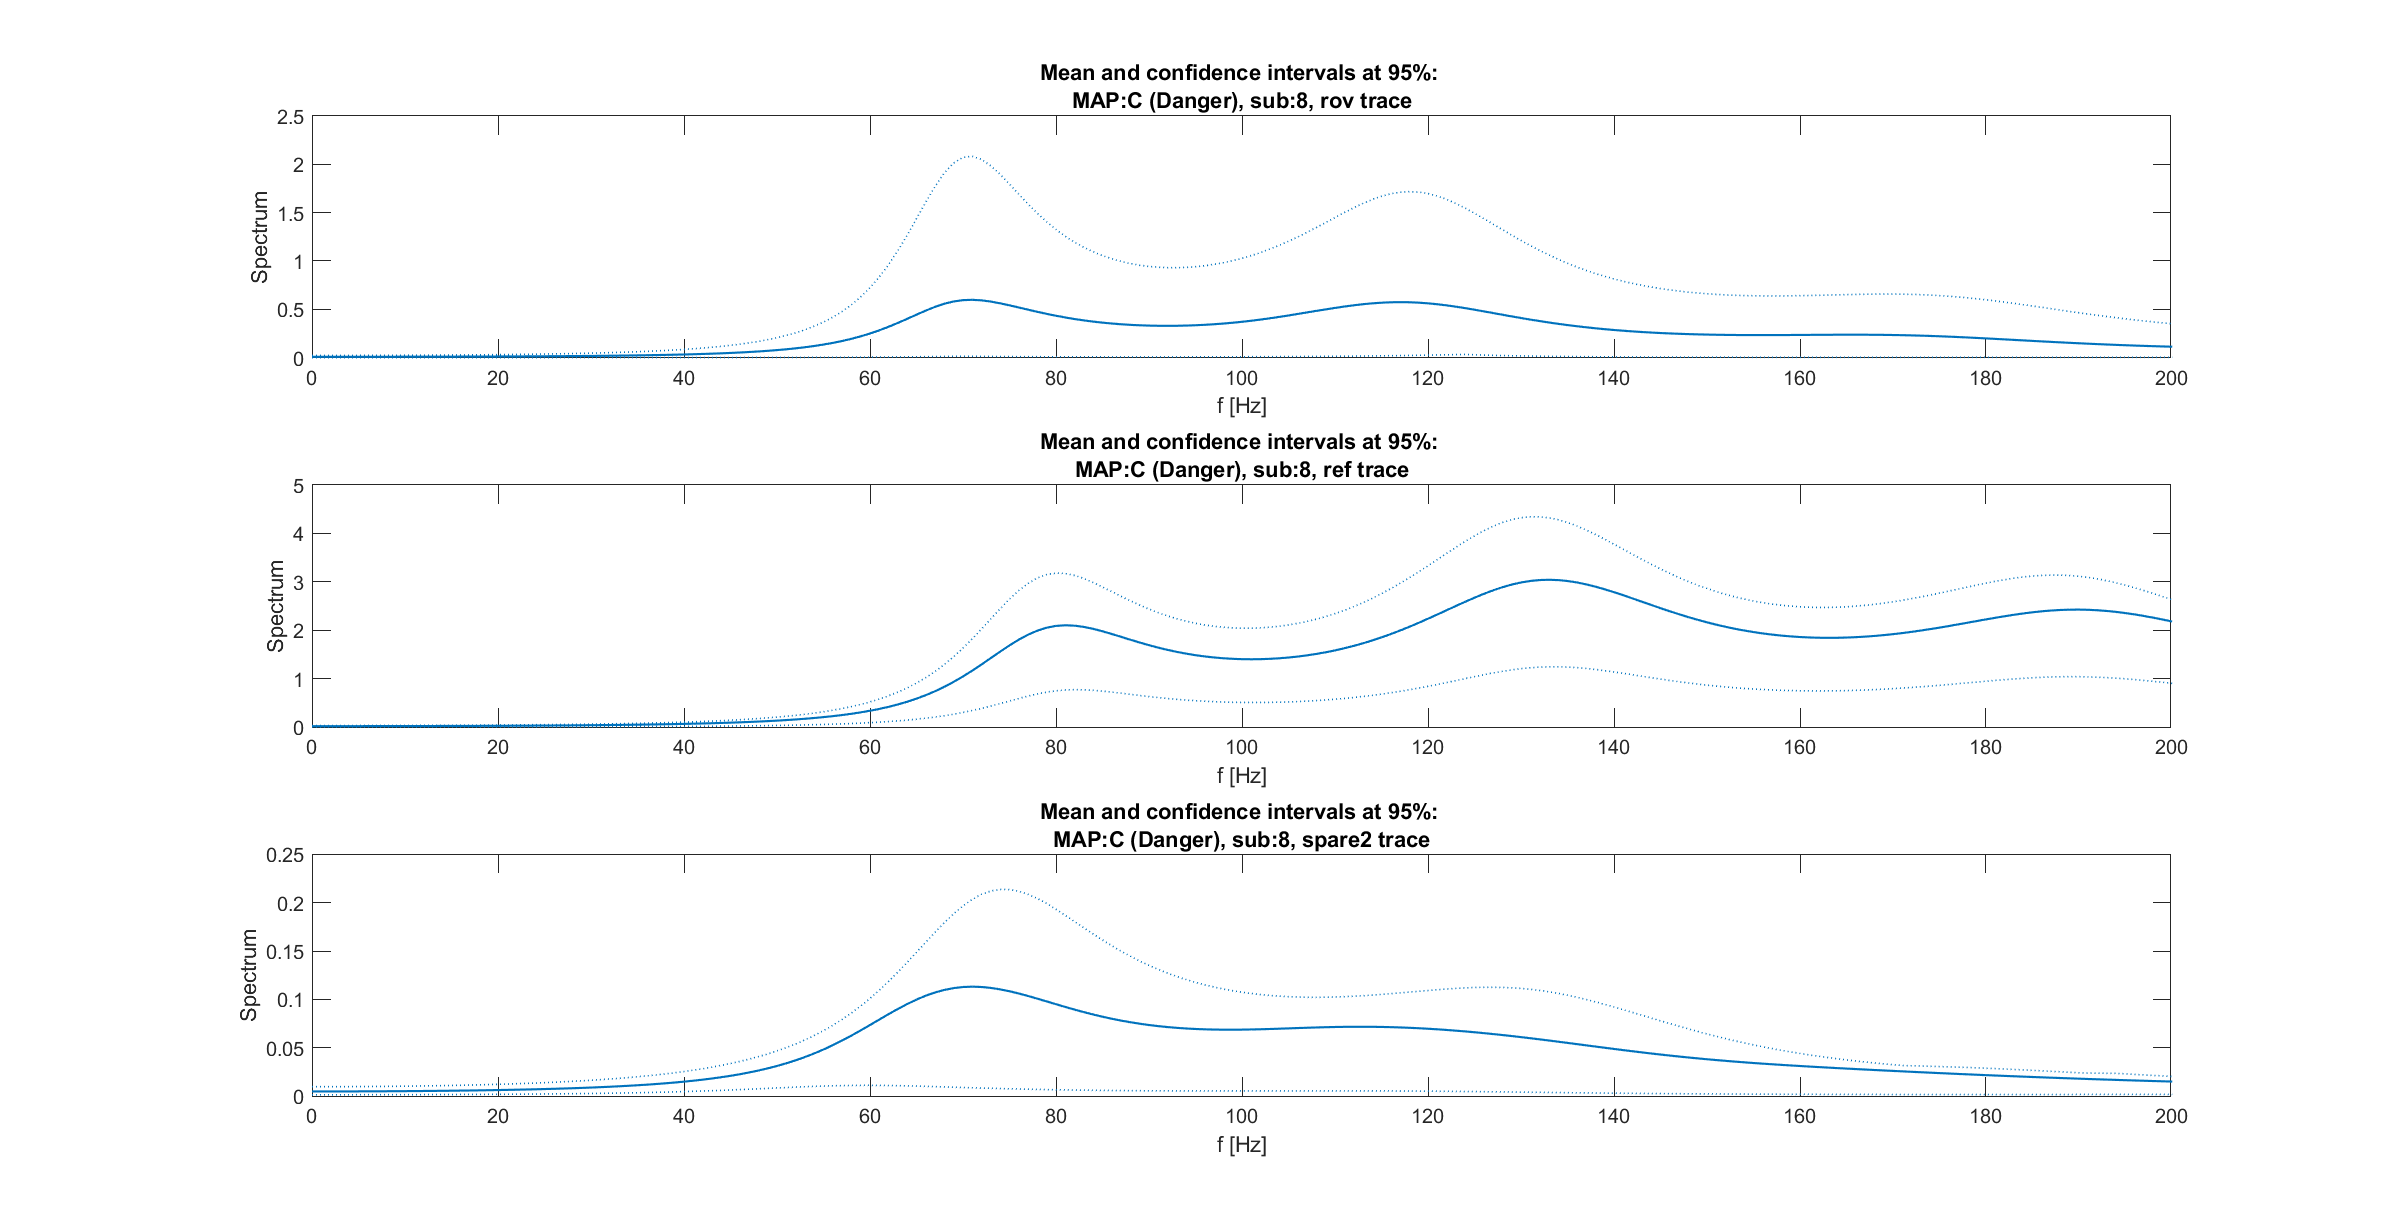 Mean and confidence intervals at 95%:
MAP:C (Danger), sub:8, rov trace
2.5
2
1.5
1
0.5
0
Spectrum
0 20 40 60 80 100 120 140 160 180 200
f [Hz]
Mean and confidence intervals at 95%:
MAP:C (Danger), sub:8, ref trace
5
4
3
2
1
0
Spectrum
0 20 40 60 80 100 120 140 160 180 200
f [Hz]
Mean and confidence intervals at 95%:
MAP:C (Danger), sub:8, spare2 trace
0.25
0.2
0.15
0.1
0.05
0
Spectrum
0 20 40 60 80 100 120 140 160 180 200
f [Hz]